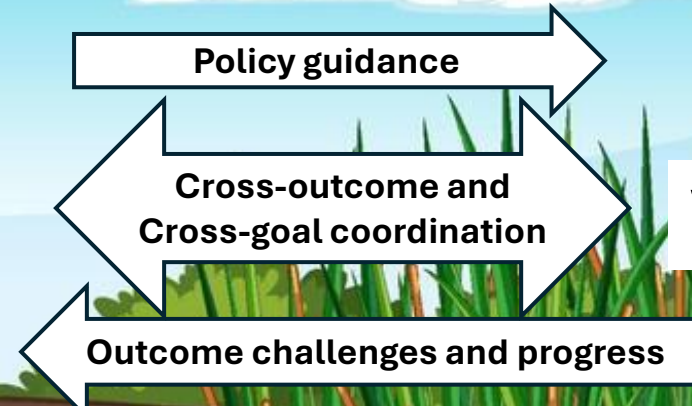 Policy guidance
Cross-outcome and
Cross-goal coordination
Outcome challenges and progress